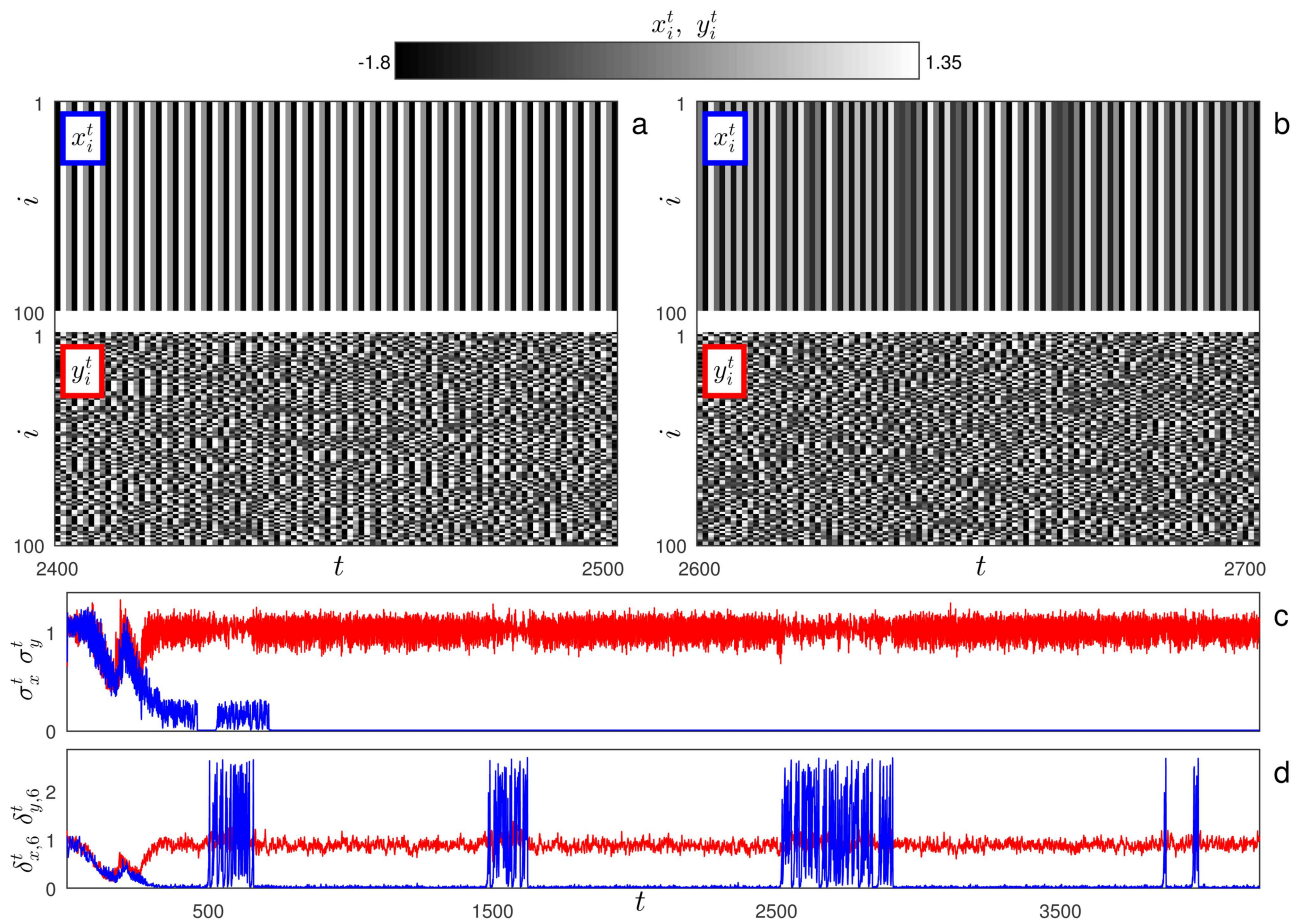 x_i^t, y_i^t
-1.8 1.35
1 1
x_i^t a x_i^t b
i i
100 100
1 1
y_i^t y_i^t
i i
100 100
2400 t 2500 2600 t 2700
c
1
σ_x^t σ_y^t
0
d
2
δ_{x,6}^t δ_{y,6}^t
1
0
500 1500 t 2500 3500